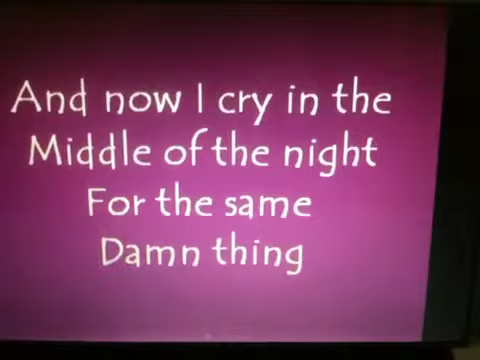 And now I cry in the
Middle of the night
For the same
Damn thing